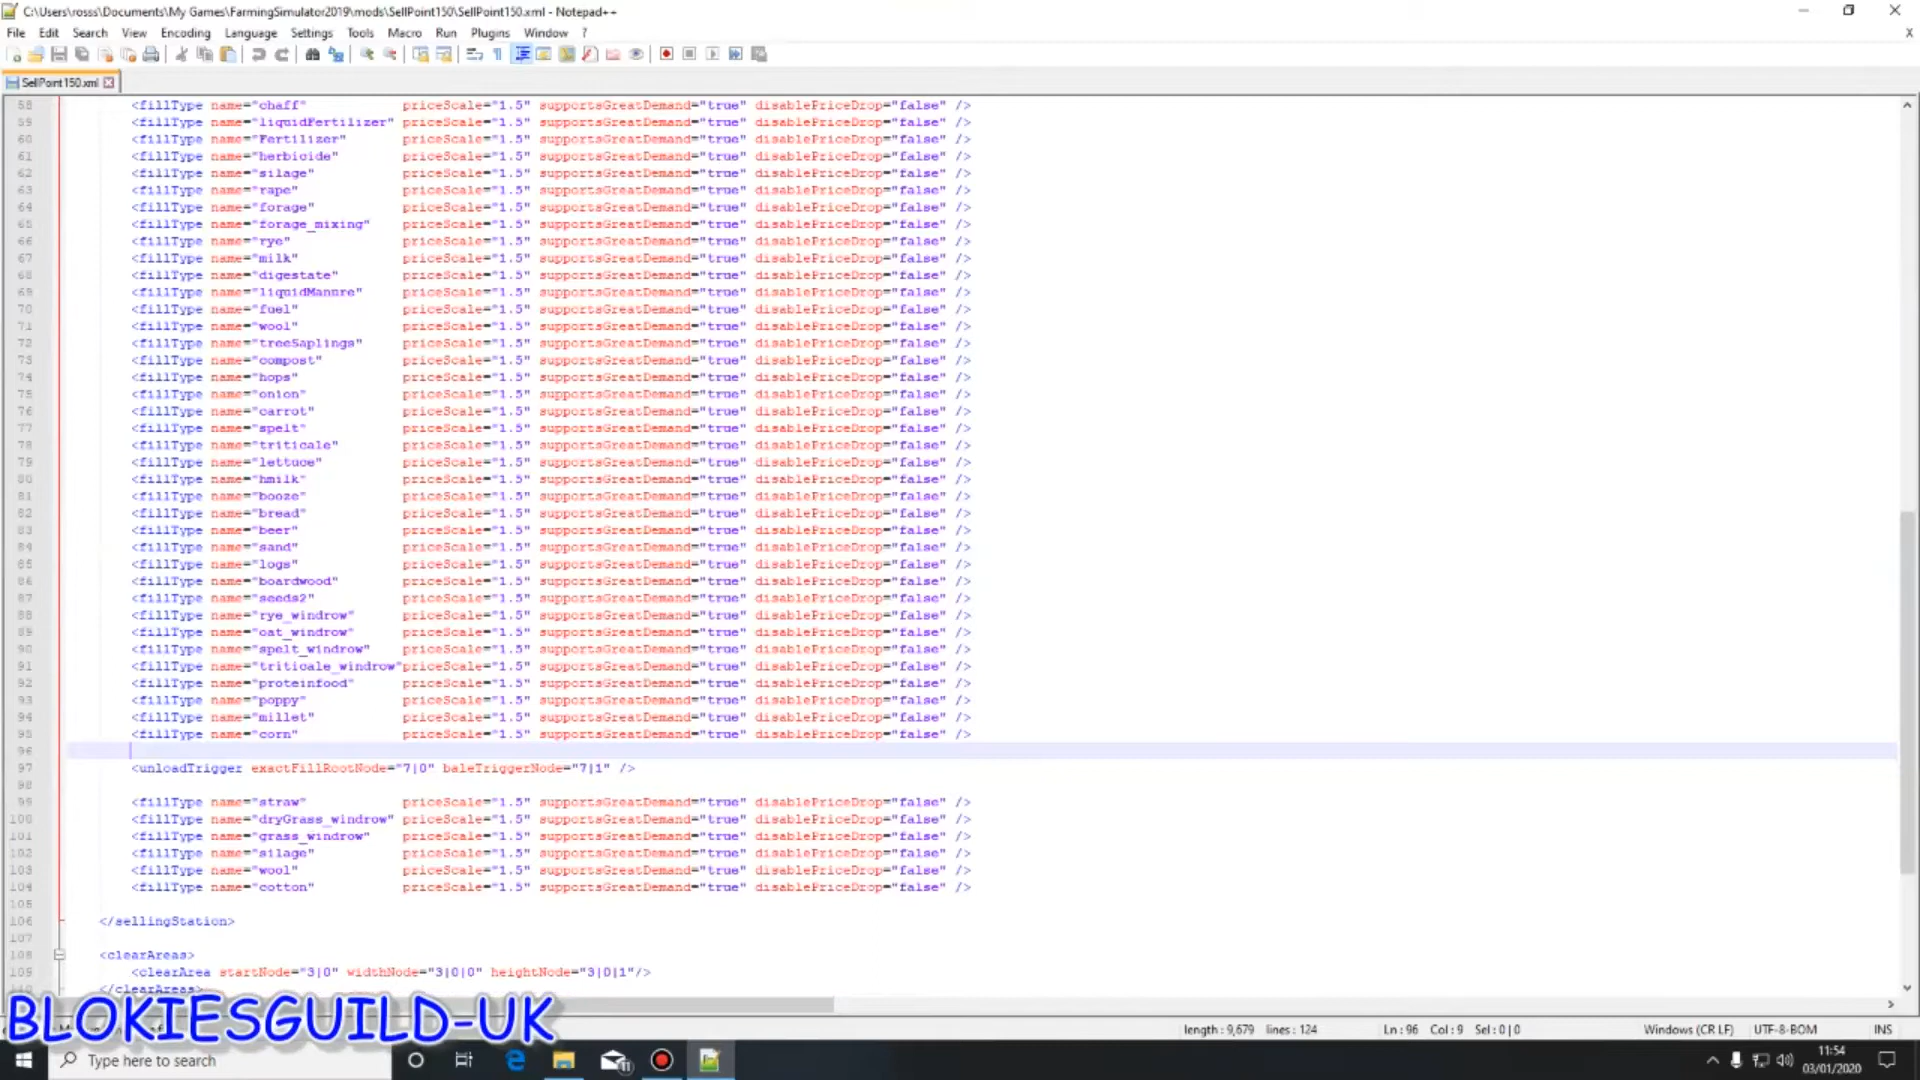 C:\Users\rosss\Documents\My Games\FarmingSimulator2019\mods\SellPoint150\SellPoint150.xml - Notepad++
File Edit Search View Encoding Language Settings Tools Macro Run Plugins Window ? X
SellPoint150.xml
58 <fillType name="chaff" priceScale="1.5" supportsGreatDemand="true" disablePriceDrop="false" />
59 <fillType name="liquidFertilizer" priceScale="1.5" supportsGreatDemand="true" disablePriceDrop="false" />
60 <fillType name="Fertilizer" priceScale="1.5" supportsGreatDemand="true" disablePriceDrop="false" />
61 <fillType name="herbicide" priceScale="1.5" supportsGreatDemand="true" disablePriceDrop="false" />
62 <fillType name="silage" priceScale="1.5" supportsGreatDemand="true" disablePriceDrop="false" />
63 <fillType name="rape" priceScale="1.5" supportsGreatDemand="true" disablePriceDrop="false" />
64 <fillType name="forage" priceScale="1.5" supportsGreatDemand="true" disablePriceDrop="false" />
65 <fillType name="forage_mixing" priceScale="1.5" supportsGreatDemand="true" disablePriceDrop="false" />
66 <fillType name="rye" priceScale="1.5" supportsGreatDemand="true" disablePriceDrop="false" />
67 <fillType name="milk" priceScale="1.5" supportsGreatDemand="true" disablePriceDrop="false" />
68 <fillType name="digestate" priceScale="1.5" supportsGreatDemand="true" disablePriceDrop="false" />
69 <fillType name="liquidManure" priceScale="1.5" supportsGreatDemand="true" disablePriceDrop="false" />
70 <fillType name="fuel" priceScale="1.5" supportsGreatDemand="true" disablePriceDrop="false" />
71 <fillType name="wool" priceScale="1.5" supportsGreatDemand="true" disablePriceDrop="false" />
72 <fillType name="treeSaplings" priceScale="1.5" supportsGreatDemand="true" disablePriceDrop="false" />
73 <fillType name="compost" priceScale="1.5" supportsGreatDemand="true" disablePriceDrop="false" />
74 <fillType name="hops" priceScale="1.5" supportsGreatDemand="true" disablePriceDrop="false" />
75 <fillType name="onion" priceScale="1.5" supportsGreatDemand="true" disablePriceDrop="false" />
76 <fillType name="carrot" priceScale="1.5" supportsGreatDemand="true" disablePriceDrop="false" />
77 <fillType name="spelt" priceScale="1.5" supportsGreatDemand="true" disablePriceDrop="false" />
78 <fillType name="triticale" priceScale="1.5" supportsGreatDemand="true" disablePriceDrop="false" />
79 <fillType name="lettuce" priceScale="1.5" supportsGreatDemand="true" disablePriceDrop="false" />
80 <fillType name="hmilk" priceScale="1.5" supportsGreatDemand="true" disablePriceDrop="false" />
81 <fillType name="booze" priceScale="1.5" supportsGreatDemand="true" disablePriceDrop="false" />
82 <fillType name="bread" priceScale="1.5" supportsGreatDemand="true" disablePriceDrop="false" />
83 <fillType name="beer" priceScale="1.5" supportsGreatDemand="true" disablePriceDrop="false" />
84 <fillType name="sand" priceScale="1.5" supportsGreatDemand="true" disablePriceDrop="false" />
85 <fillType name="logs" priceScale="1.5" supportsGreatDemand="true" disablePriceDrop="false" />
86 <fillType name="boardwood" priceScale="1.5" supportsGreatDemand="true" disablePriceDrop="false" />
87 <fillType name="seeds2" priceScale="1.5" supportsGreatDemand="true" disablePriceDrop="false" />
88 <fillType name="rye_windrow" priceScale="1.5" supportsGreatDemand="true" disablePriceDrop="false" />
89 <fillType name="oat_windrow" priceScale="1.5" supportsGreatDemand="true" disablePriceDrop="false" />
90 <fillType name="spelt_windrow" priceScale="1.5" supportsGreatDemand="true" disablePriceDrop="false" />
91 <fillType name="triticale_windrow"priceScale="1.5" supportsGreatDemand="true" disablePriceDrop="false" />
92 <fillType name="proteinfood" priceScale="1.5" supportsGreatDemand="true" disablePriceDrop="false" />
93 <fillType name="poppy" priceScale="1.5" supportsGreatDemand="true" disablePriceDrop="false" />
94 <fillType name="millet" priceScale="1.5" supportsGreatDemand="true" disablePriceDrop="false" />
95 <fillType name="corn" priceScale="1.5" supportsGreatDemand="true" disablePriceDrop="false" />
96
97 <unloadTrigger exactFillRootNode="7|0" baleTriggerNode="7|1" />
98
99 <fillType name="straw" priceScale="1.5" supportsGreatDemand="true" disablePriceDrop="false" />
100 <fillType name="dryGrass_windrow" priceScale="1.5" supportsGreatDemand="true" disablePriceDrop="false" />
101 <fillType name="grass_windrow" priceScale="1.5" supportsGreatDemand="true" disablePriceDrop="false" />
102 <fillType name="silage" priceScale="1.5" supportsGreatDemand="true" disablePriceDrop="false" />
103 <fillType name="wool" priceScale="1.5" supportsGreatDemand="true" disablePriceDrop="false" />
104 <fillType name="cotton" priceScale="1.5" supportsGreatDemand="true" disablePriceDrop="false" />
105
106 </sellingStation>
107
108 <clearAreas>
109 <clearArea startNode="3|0" widthNode="3|0|0" heightNode="3|0|1"/>
</clearAreas>
BLOKIESGUILD-UK
length : 9,679 lines : 124 Ln : 96 Col : 9 Sel : 0 | 0 Windows (CR LF) UTF-8-BOM INS
Type here to search
11:54
03/01/2020